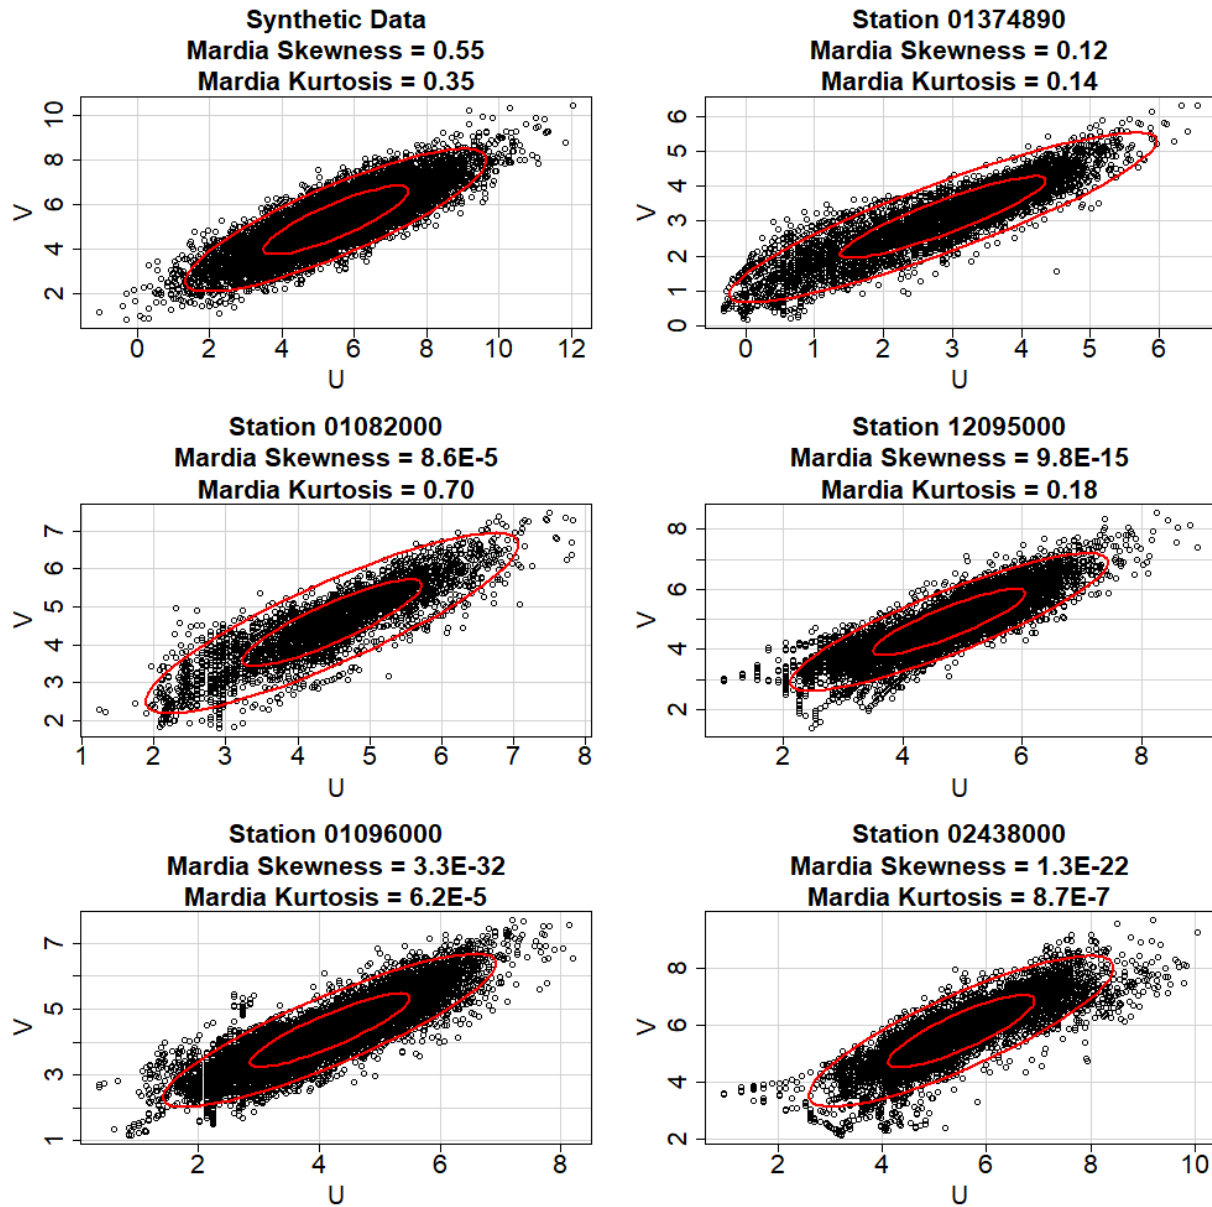 Synthetic Data
Mardia Skewness = 0.55
Mardia Kurtosis = 0.35
V
10
8
6
4
2
0 2 4 6 8 10 12
U
Station 01374890
Mardia Skewness = 0.12
Mardia Kurtosis = 0.14
V
6
5
4
3
2
1
0
0 1 2 3 4 5 6
U
Station 01082000
Mardia Skewness = 8.6E-5
Mardia Kurtosis = 0.70
V
7
6
5
4
3
2
1 2 3 4 5 6 7 8
U
Station 12095000
Mardia Skewness = 9.8E-15
Mardia Kurtosis = 0.18
V
8
6
4
2
2 4 6 8
U
Station 01096000
Mardia Skewness = 3.3E-32
Mardia Kurtosis = 6.2E-5
V
7
5
3
1
2 4 6 8
U
Station 02438000
Mardia Skewness = 1.3E-22
Mardia Kurtosis = 8.7E-7
V
8
6
4
2
2 4 6 8 10
U